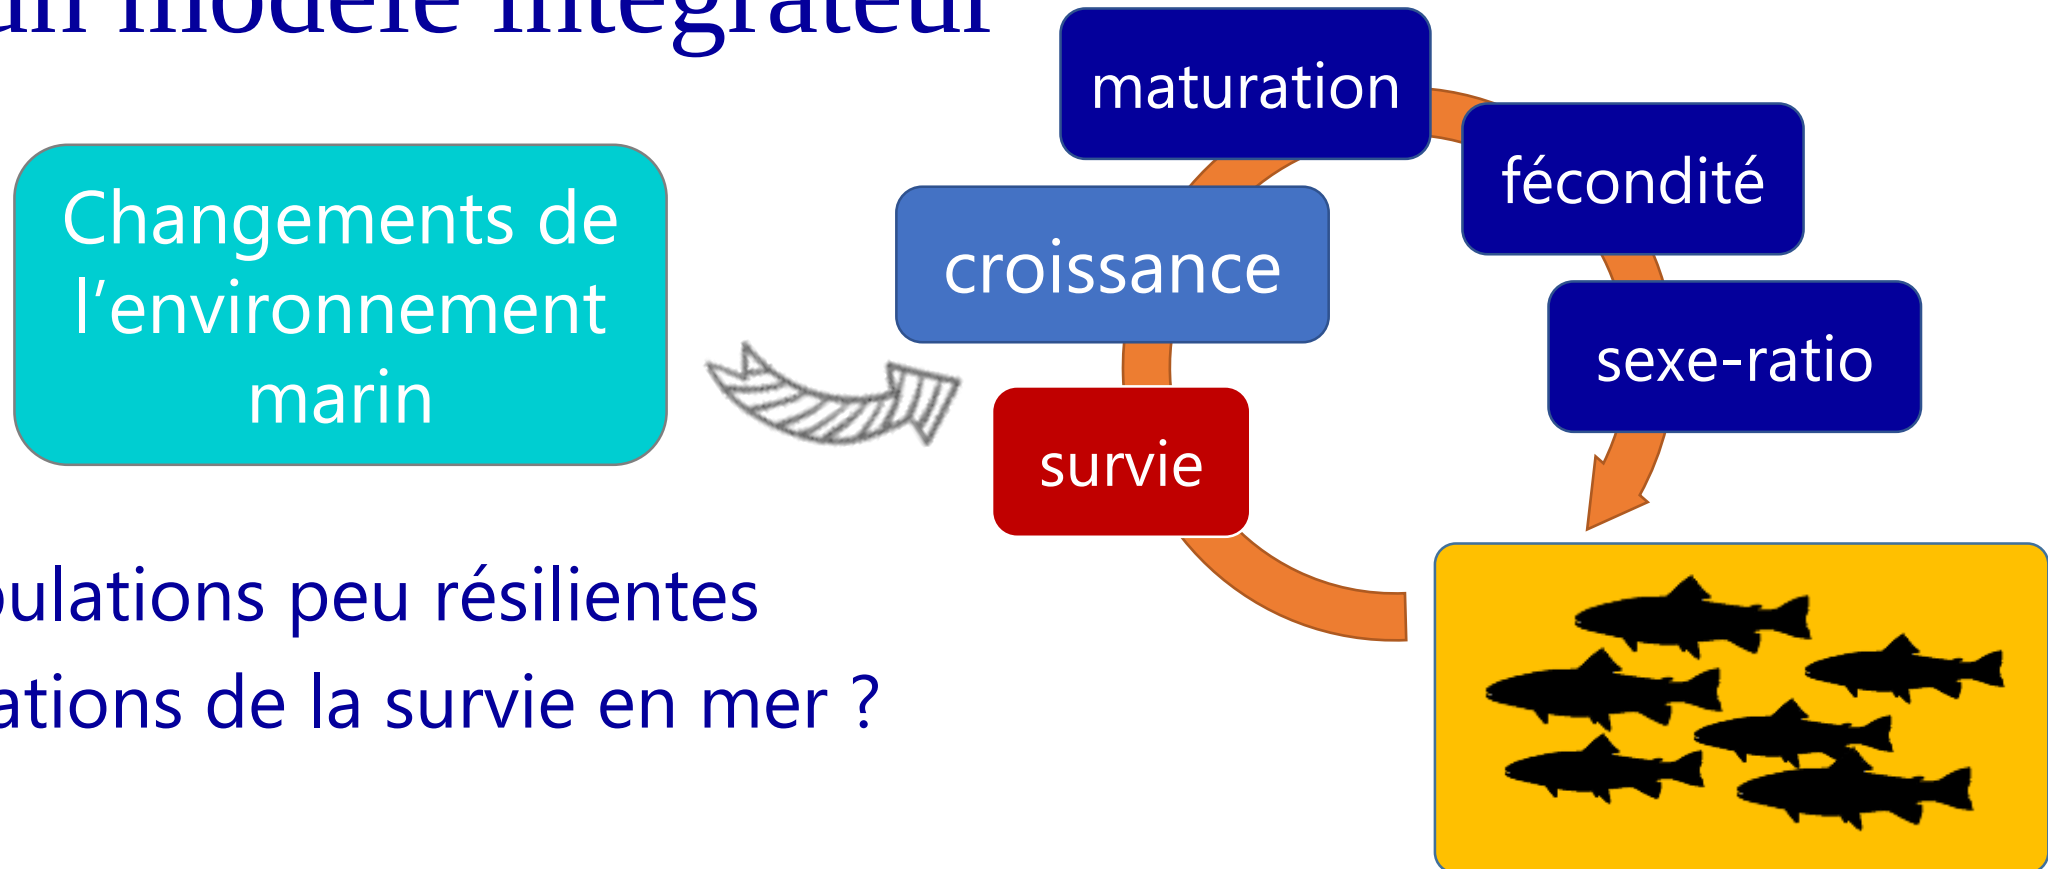 un modèle intégrateur
maturation
fécondité
Changements de
l’environnement
marin
croissance
sexe-ratio
survie
pulations peu résilientes
ations de la survie en mer ?